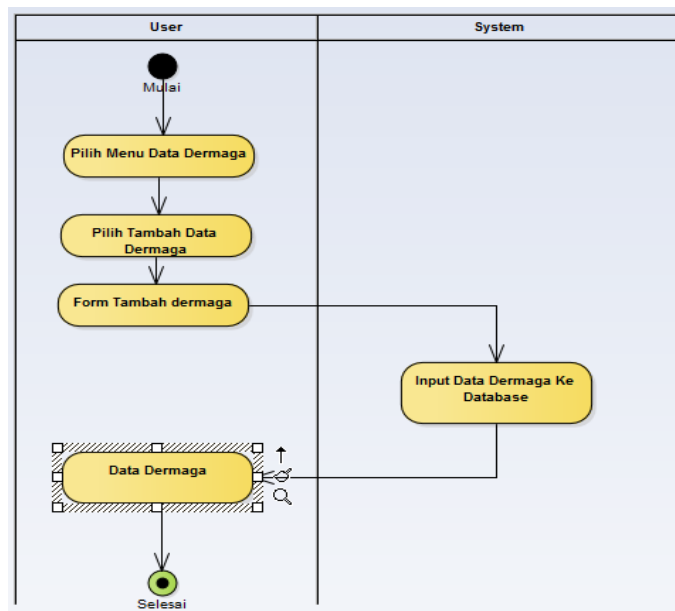 User
System
Mulai
Pilih Menu Data Dermaga
Pilih Tambah Data
Dermaga
Form Tambah dermaga
Input Data Dermaga Ke
Database
Data Dermaga
Selesai